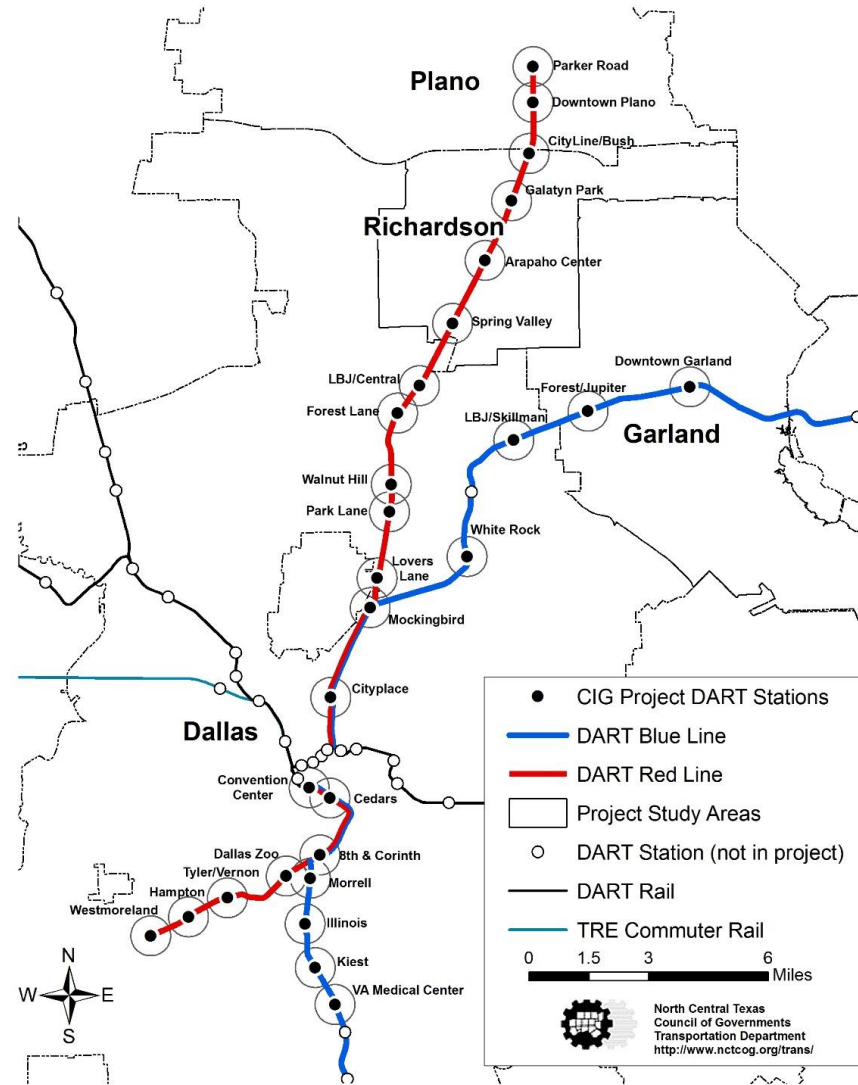 Parker Road
Plano
Downtown Plano
CityLine/Bush
Galatyn Park
Richardson
Arapaho Center
Spring Valley
LBJ/Central
Downtown Garland
Forest/Jupiter
Forest Lane
LBJ/Skillman
Garland
Walnut Hill
Park Lane
White Rock
Lovers
Lane
Mockingbird
Cityplace
Dallas
Convention
Center
Cedars
Dallas Zoo
8th & Corinth
Tyler/Vernon
Morrell
Hampton
Westmoreland
Illinois
Kiest
VA Medical Center
N
W
E
S
CIG Project DART Stations
DART Blue Line
DART Red Line
Project Study Areas
DART Station (not in project)
DART Rail
TRE Commuter Rail
0 1.5 3 6
Miles
North Central Texas
Council of Governments
Transportation Department
http://www.nctcog.org/trans/